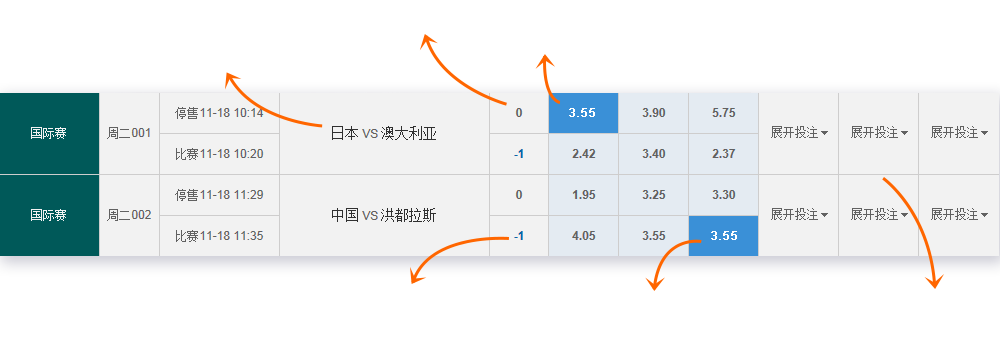 国际赛 周二001 停售11-18 10:14 日本 VS 澳大利亚 0 3.55 3.90 5.75 展开投注 展开投注 展开投注
比赛11-18 10:20 -1 2.42 3.40 2.37
国际赛 周二002 停售11-18 11:29 中国 VS 洪都拉斯 0 1.95 3.25 3.30 展开投注 展开投注 展开投注
比赛11-18 11:35 -1 4.05 3.55 3.55